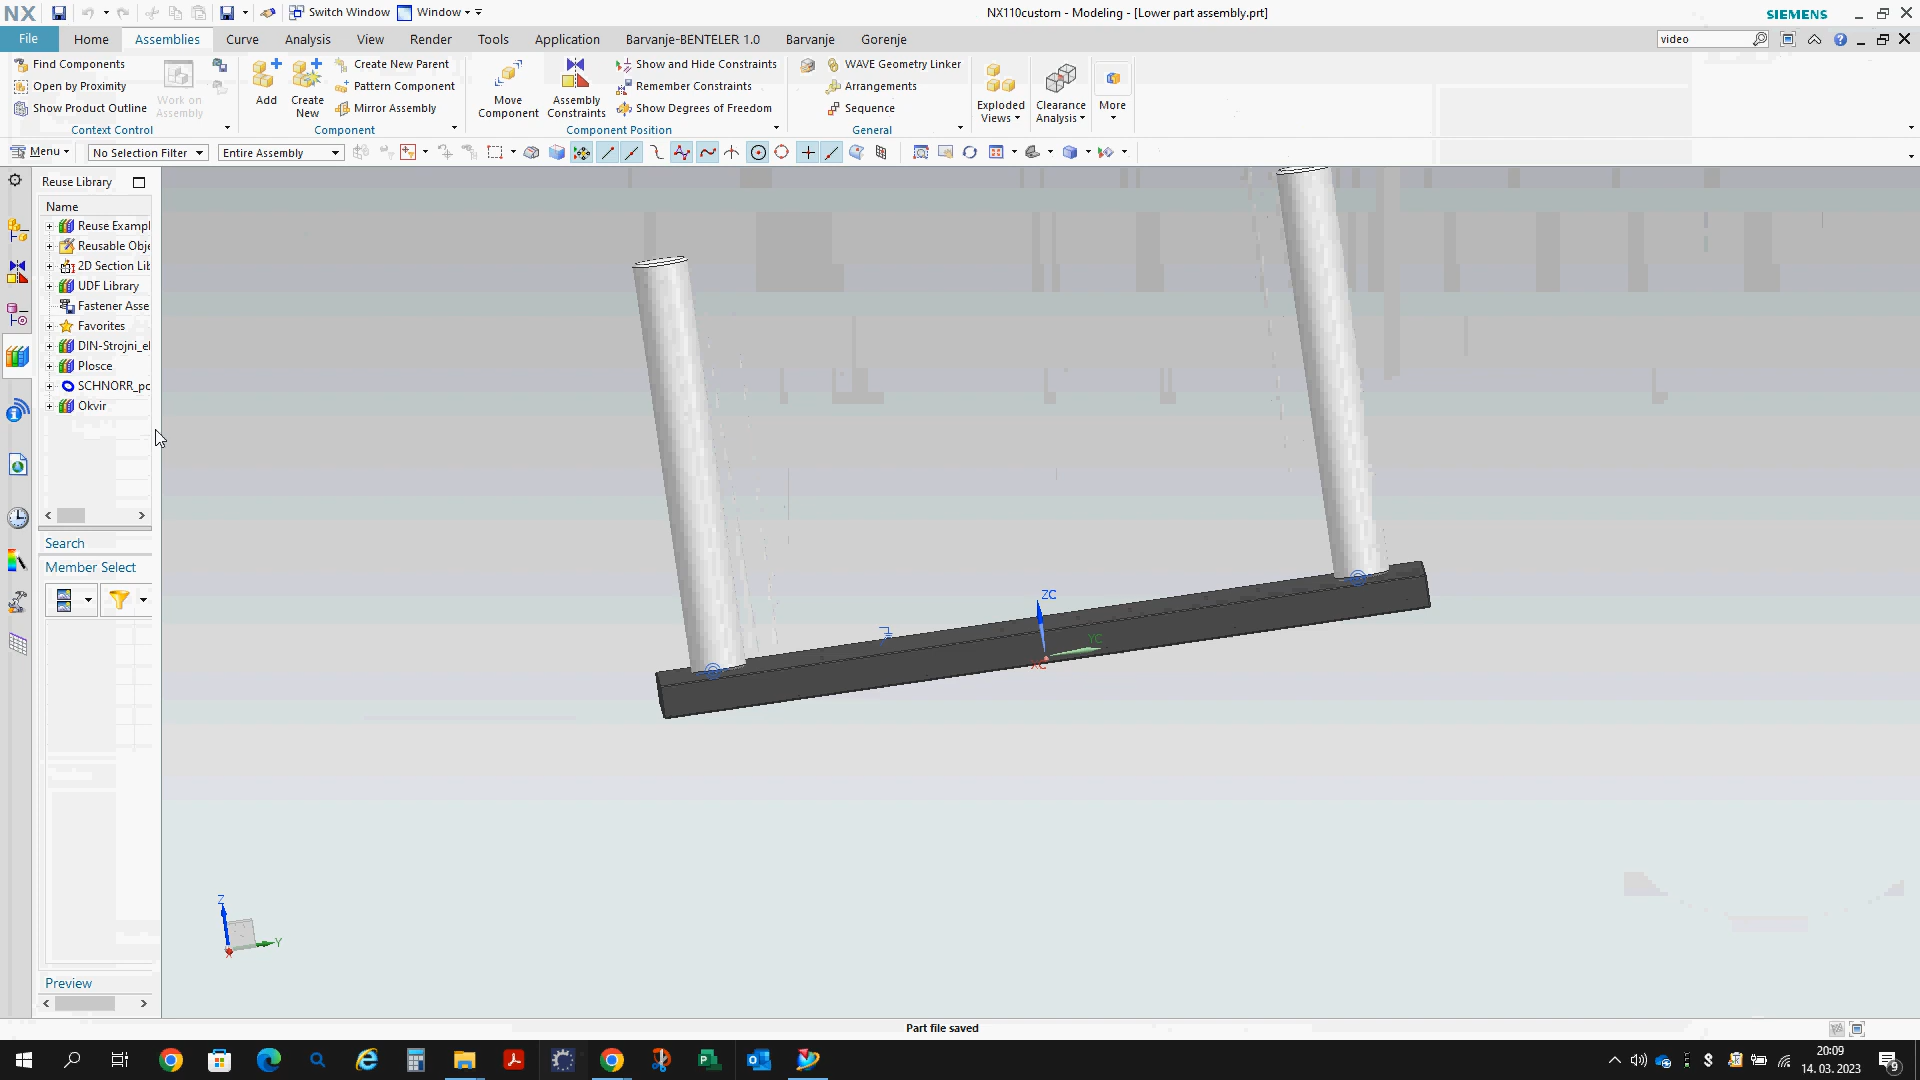 NX
Switch Window
Window
NX110custom - Modeling - [Lower part assembly.prt]
SIEMENS
File
Home
Assemblies
Curve
Analysis
View
Render
Tools
Application
Barvanje-BENTELER 1.0
Barvanje
Gorenje
video
Find Components
Open by Proximity
Show Product Outline
Work on
Assembly
Add
Create
New
Create New Parent
Pattern Component
Mirror Assembly
Move
Component
Assembly
Constraints
Show and Hide Constraints
Remember Constraints
Show Degrees of Freedom
WAVE Geometry Linker
Arrangements
Sequence
Exploded
Views
Clearance
Analysis
More
Context Control
Component
Component Position
General
Menu
No Selection Filter
Entire Assembly
Reuse Library
Name
Reuse Exampl
Reusable Obje
2D Section Lib
UDF Library
Fastener Asse
Favorites
DIN-Strojni_el
Plosce
SCHNORR_po
Okvir
Search
Member Select
Preview
ZC
YC
XC
Z
Y
X
Part file saved
20:09
14. 03. 2023
9